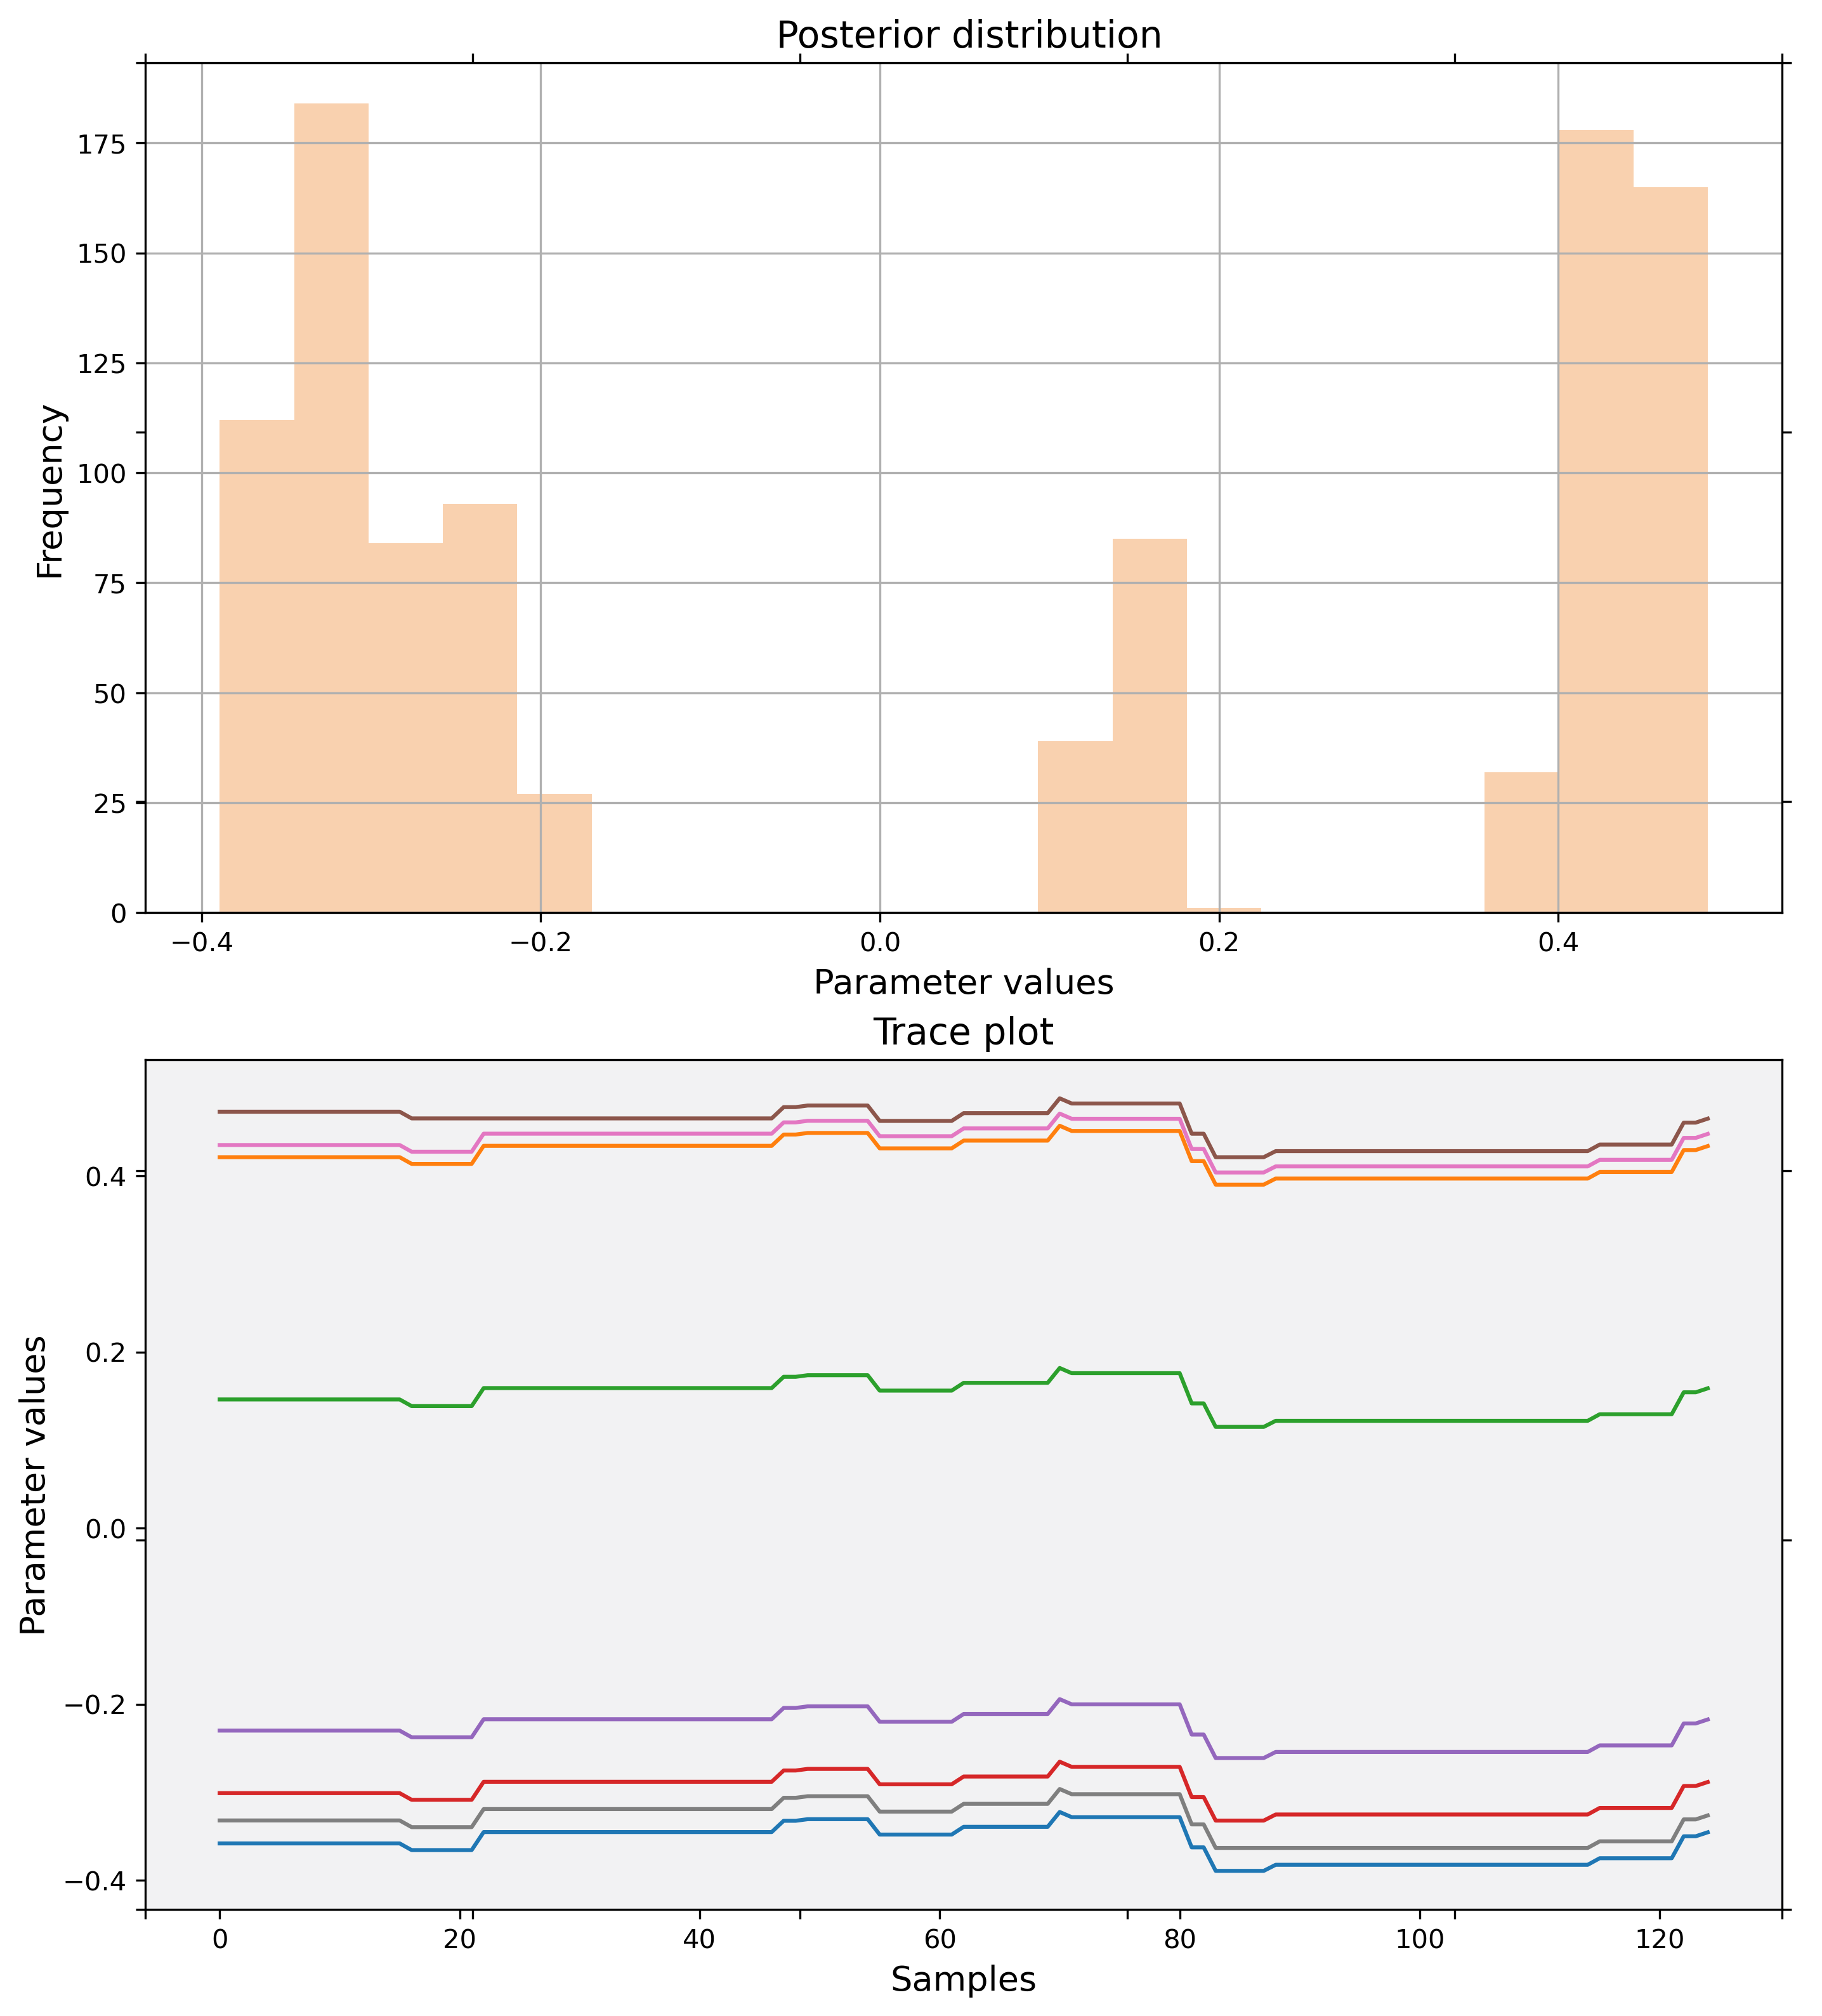 Posterior distribution
175
150
125
100
75
50
25
0
Frequency
−0.4 −0.2 0.0 0.2 0.4
Parameter values
Trace plot
0.4
0.2
0.0
−0.2
−0.4
Parameter values
0 20 40 60 80 100 120
Samples